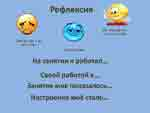 Рефлексия
На занятии я работал...
Своей работой я...
Занятие мне показалось...
Настроение моё стало...